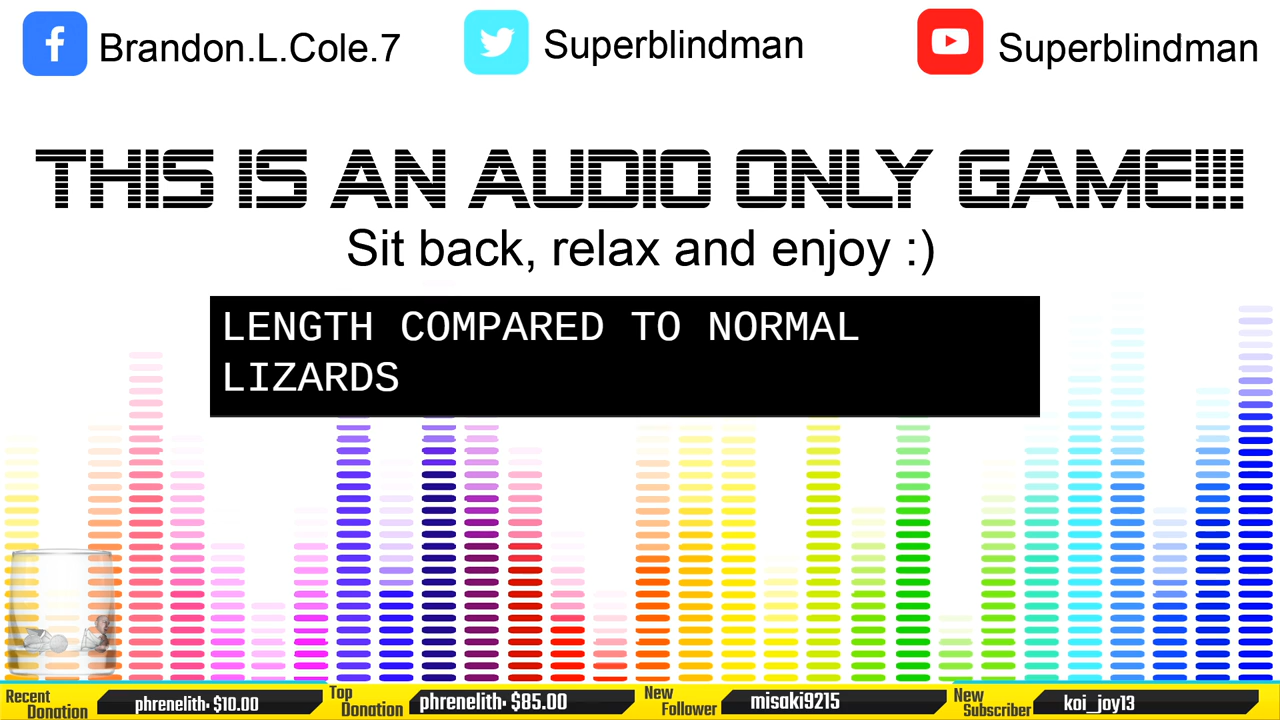 Brandon.L.Cole.7
Superblindman
Superblindman
THIS IS AN AUDIO ONLY GAME!!!
Sit back, relax and enjoy :)
LENGTH COMPARED TO NORMAL
LIZARDS
Recent Donation
phrenelith: $10.00
Top Donation
phrenelith: $85.00
New Follower
misaki9215
New Subscriber
koi_joy13